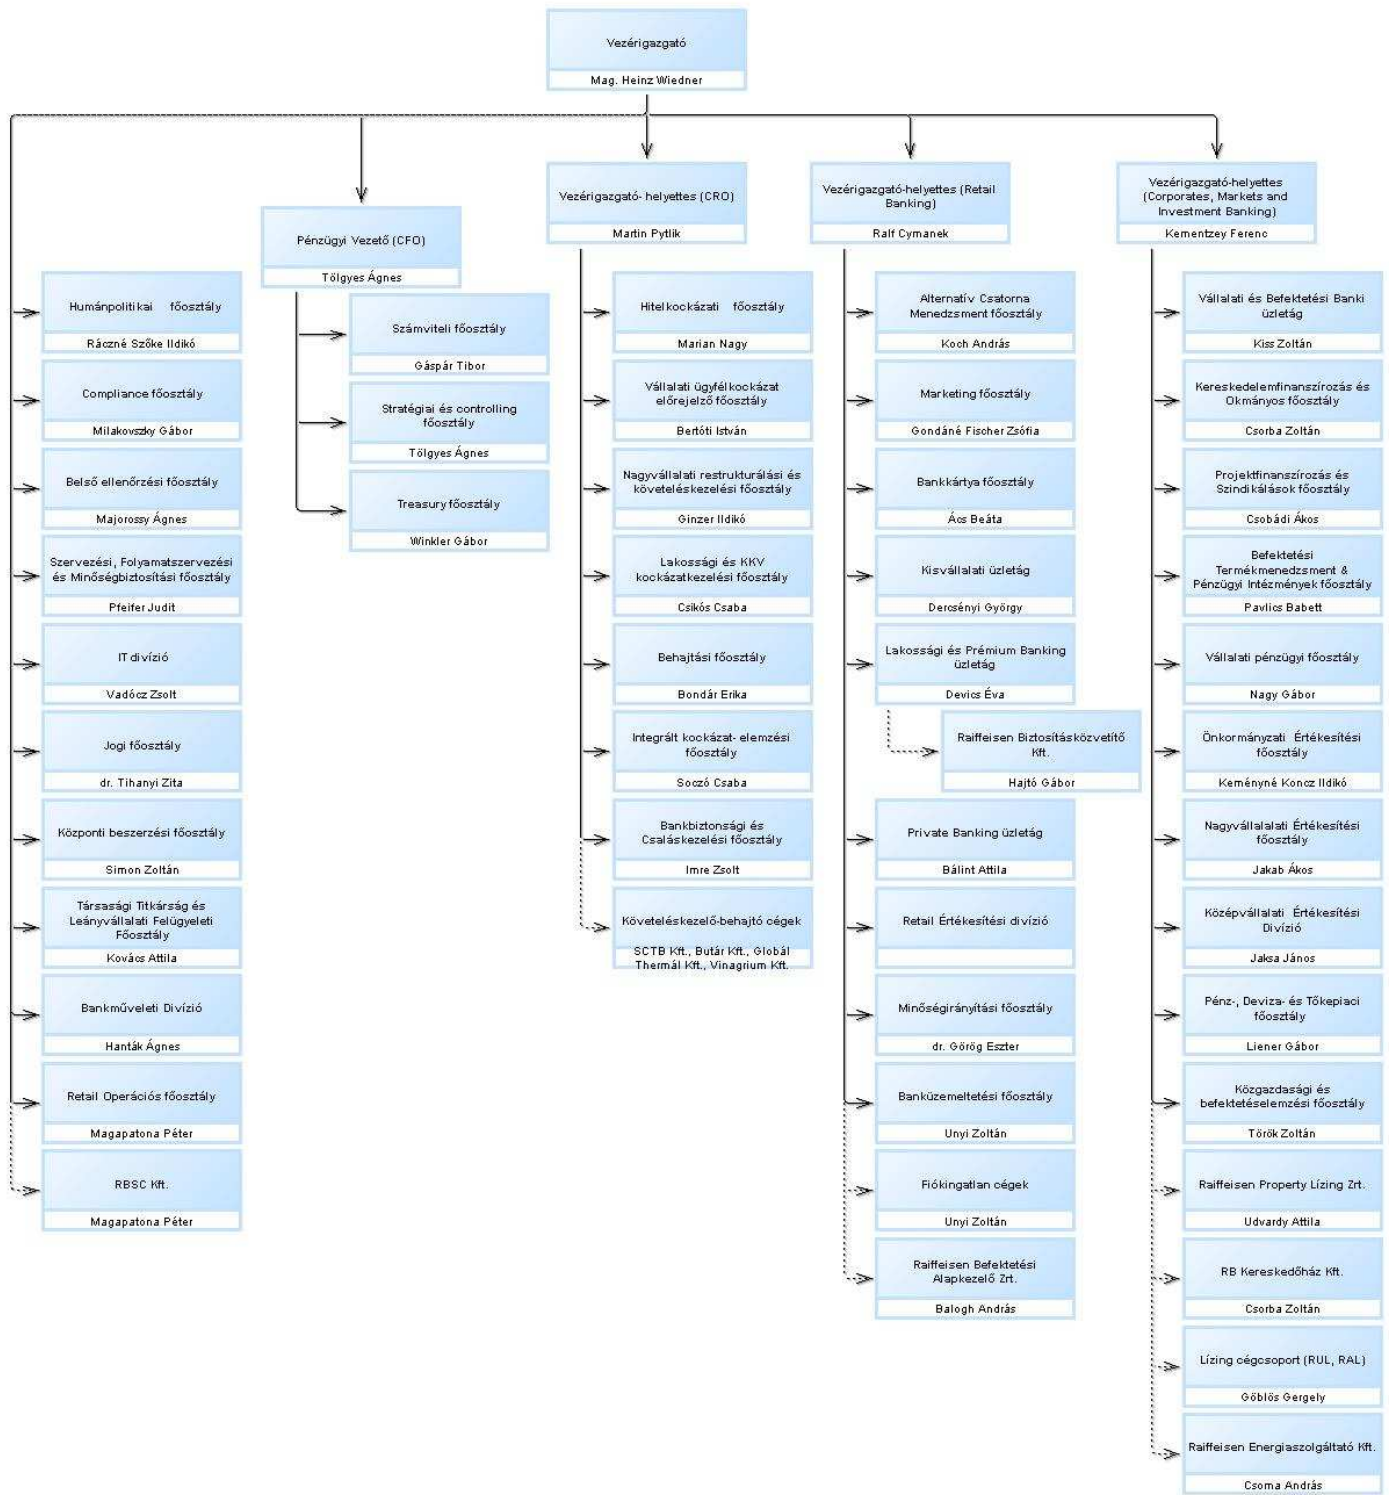 Vezérigazgató
Mag. Heinz Wiedner
Humánpolitikai főosztály
Ráczné Szőke Ildikó
Compliance főosztály
Milakovszky Gábor
Belső ellenőrzési főosztály
Majorossy Ágnes
Szervezési, Folyamatszervezési
és Minőségbiztosítási főosztály
Pfeifer Judit
IT divízió
Vadócz Zsolt
Jogi főosztály
dr. Tihanyi Zita
Központi beszerzési főosztály
Simon Zoltán
Társasági Titkárság és
Leányvállalati Felügyeleti
Főosztály
Kovács Attila
Bankműveleti Divízió
Hanták Ágnes
Retail Operációs főosztály
Magapatona Péter
RBSC Kft.
Magapatona Péter
Pénzügyi Vezető (CFO)
Tölgyes Ágnes
Számviteli főosztály
Gáspár Tibor
Stratégiai és controlling
főosztály
Tölgyes Ágnes
Treasury főosztály
Winkler Gábor
Vezérigazgató- helyettes (CRO)
Martin Pytlik
Hitelkockázati főosztály
Marian Nagy
Vállalati ügyfélkockázat
előrejelző főosztály
Bertóti István
Nagyvállalati restrukturálási és
követeléskezelési főosztály
Ginzer Ildikó
Lakossági és KKV
kockázatkezelési főosztály
Csikós Csaba
Behajtási főosztály
Bondár Erika
Integrált kockázat- elemzési
főosztály
Soczó Csaba
Bankbiztonsági és
Csaláskezelési főosztály
Imre Zsolt
Követeléskezelő-behajtó cégek
SCTB Kft., Butár Kft., Globál
Thermál Kft., Vinagrium Kft.
Vezérigazgató-helyettes (Retail
Banking)
Ralf Cymanek
Alternatív Csatorna
Menedzsment főosztály
Koch András
Marketing főosztály
Gondáné Fischer Zsófia
Bankkártya főosztály
Ács Beáta
Kisvállalati üzletág
Dercsényi György
Lakossági és Prémium Banking
üzletág
Devics Éva
Raiffeisen Biztosításközvetítő
Kft.
Hajtó Gábor
Private Banking üzletág
Bálint Attila
Retail Értékesítési divízió
Minőségirányítási főosztály
dr. Görög Eszter
Banküzemeltetési főosztály
Unyi Zoltán
Fiókingatlan cégek
Unyi Zoltán
Raiffeisen Befektetési
Alapkezelő Zrt.
Balogh András
Vezérigazgató-helyettes
(Corporates, Markets and
Investment Banking)
Kementzey Ferenc
Vállalati és Befektetési Banki
üzletág
Kiss Zoltán
Kereskedelemfinanszírozás és
Okmányos főosztály
Csorba Zoltán
Projektfinanszírozás és
Szindikálások főosztály
Csobádi Ákos
Befektetési
Termékmenedzsment &
Pénzügyi Intézmények főosztály
Pavlics Babett
Vállalati pénzügyi főosztály
Nagy Gábor
Önkormányzati Értékesítési
főosztály
Keményné Koncz Ildikó
Nagyvállalalati Értékesítési
főosztály
Jakab Ákos
Középvállalati Értékesítési
Divízió
Jaksa János
Pénz-, Deviza- és Tőkepiaci
főosztály
Liener Gábor
Közgazdasági és
befektetéselemzési főosztály
Török Zoltán
Raiffeisen Property Lízing Zrt.
Udvardy Attila
RB Kereskedőház Kft.
Csorba Zoltán
Lízing cégcsoport (RUL, RAL)
Göblös Gergely
Raiffeisen Energiaszolgáltató Kft.
Csoma András